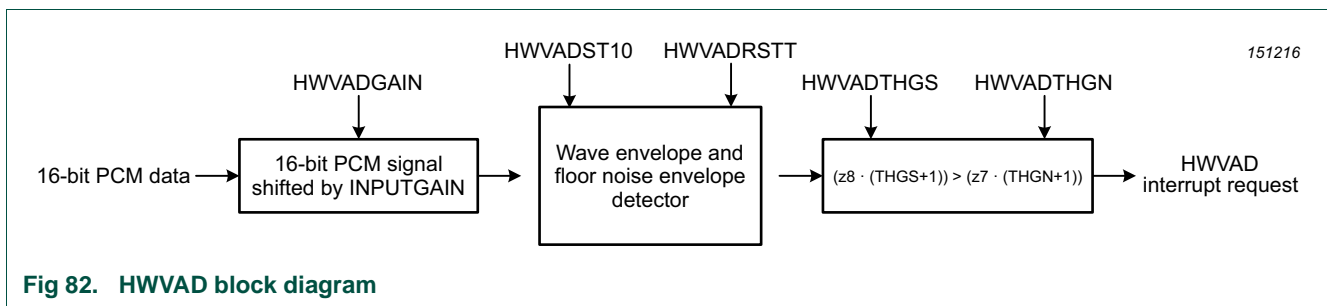 HWVADST10
HWVADRSTT
151216
HWVADGAIN
HWVADTHGS
HWVADTHGN
16-bit PCM data
16-bit PCM signal
shifted by INPUTGAIN
Wave envelope and
floor noise envelope
detector
(z8 · (THGS+1)) > (z7 · (THGN+1))
HWVAD
interrupt request
Fig 82. HWVAD block diagram